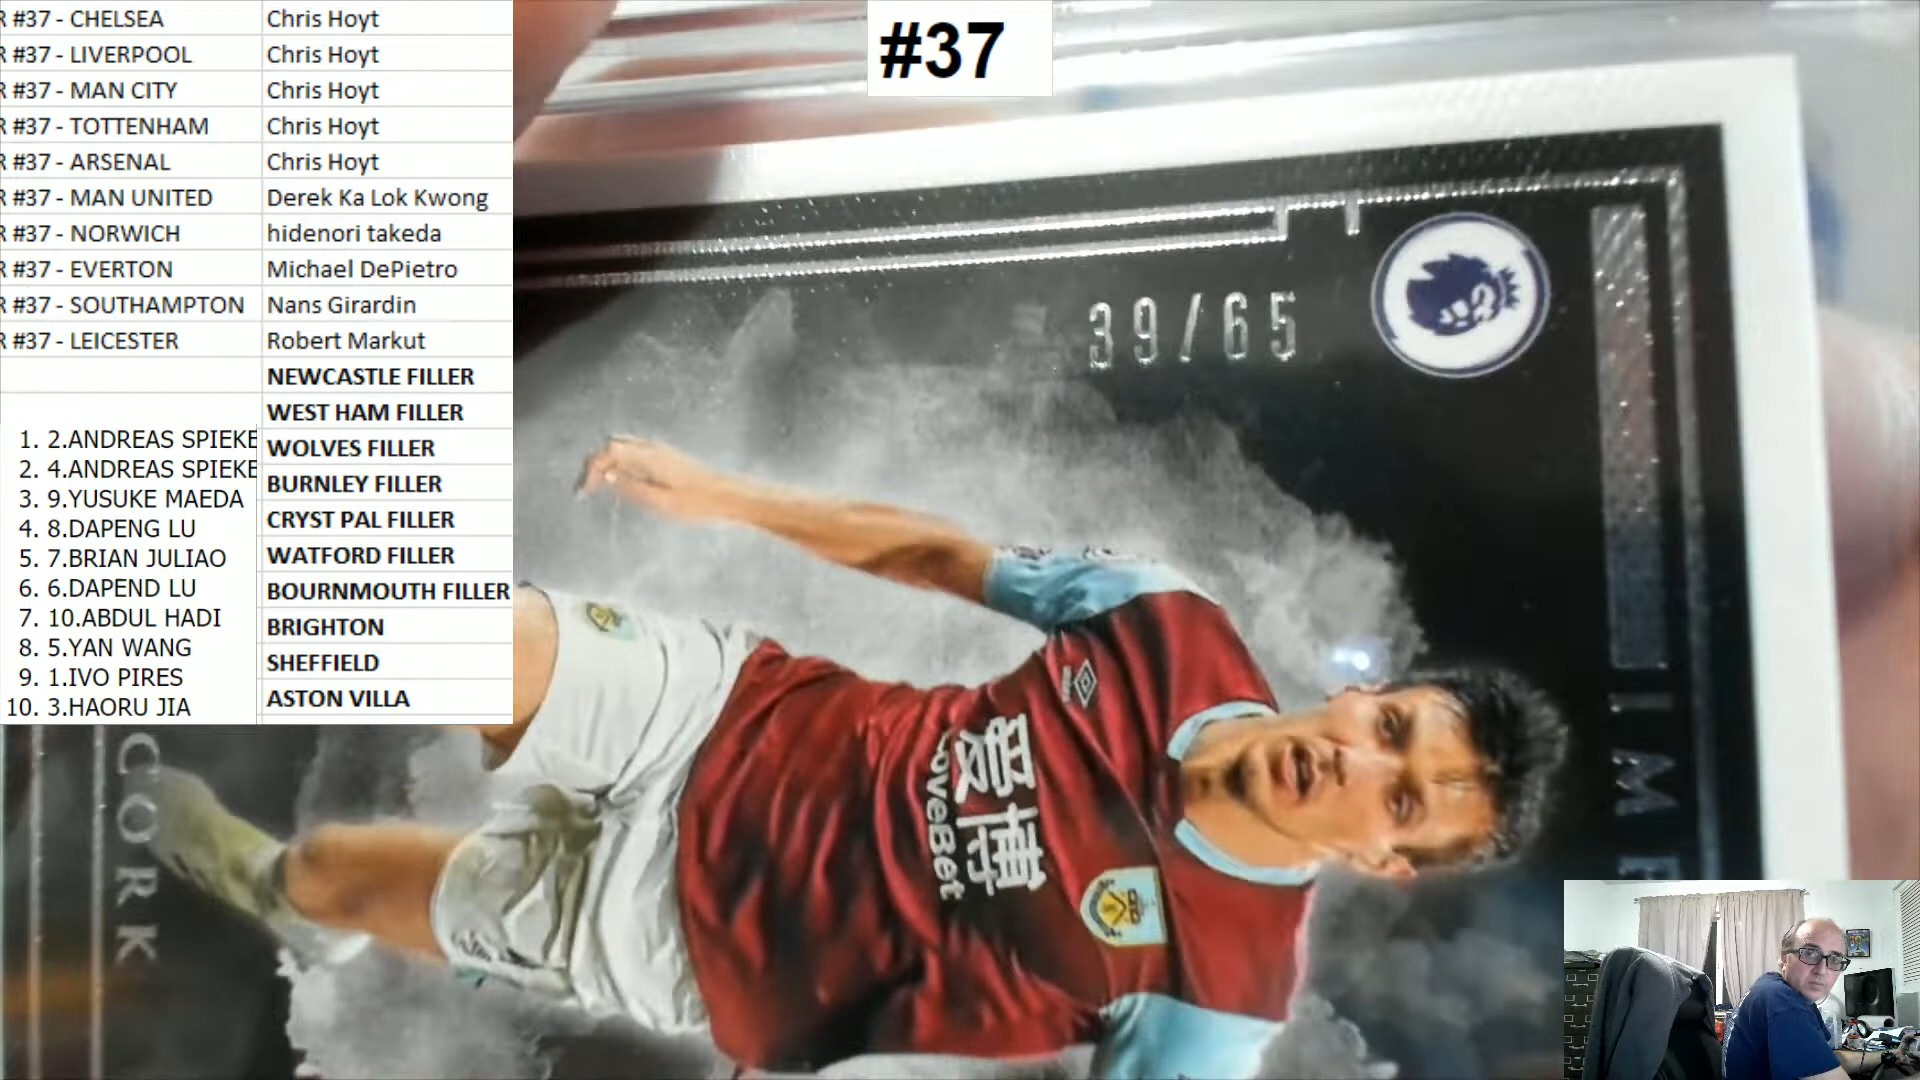 R #37 - CHELSEA Chris Hoyt
R #37 - LIVERPOOL Chris Hoyt
R #37 - MAN CITY Chris Hoyt
R #37 - TOTTENHAM Chris Hoyt
R #37 - ARSENAL Chris Hoyt
R #37 - MAN UNITED Derek Ka Lok Kwong
R #37 - NORWICH hidenori takeda
R #37 - EVERTON Michael DePietro
R #37 - SOUTHAMPTON Nans Girardin
R #37 - LEICESTER Robert Markut
NEWCASTLE FILLER
WEST HAM FILLER
WOLVES FILLER
BURNLEY FILLER
CRYST PAL FILLER
WATFORD FILLER
BOURNMOUTH FILLER
BRIGHTON
SHEFFIELD
ASTON VILLA
1. 2.ANDREAS SPIEKE
2. 4.ANDREAS SPIEKE
3. 9.YUSUKE MAEDA
4. 8.DAPENG LU
5. 7.BRIAN JULIAO
6. 6.DAPEND LU
7. 10.ABDUL HADI
8. 5.YAN WANG
9. 1.IVO PIRES
10. 3.HAORU JIA
#37
39/65
爱博
LoveBet
CORK